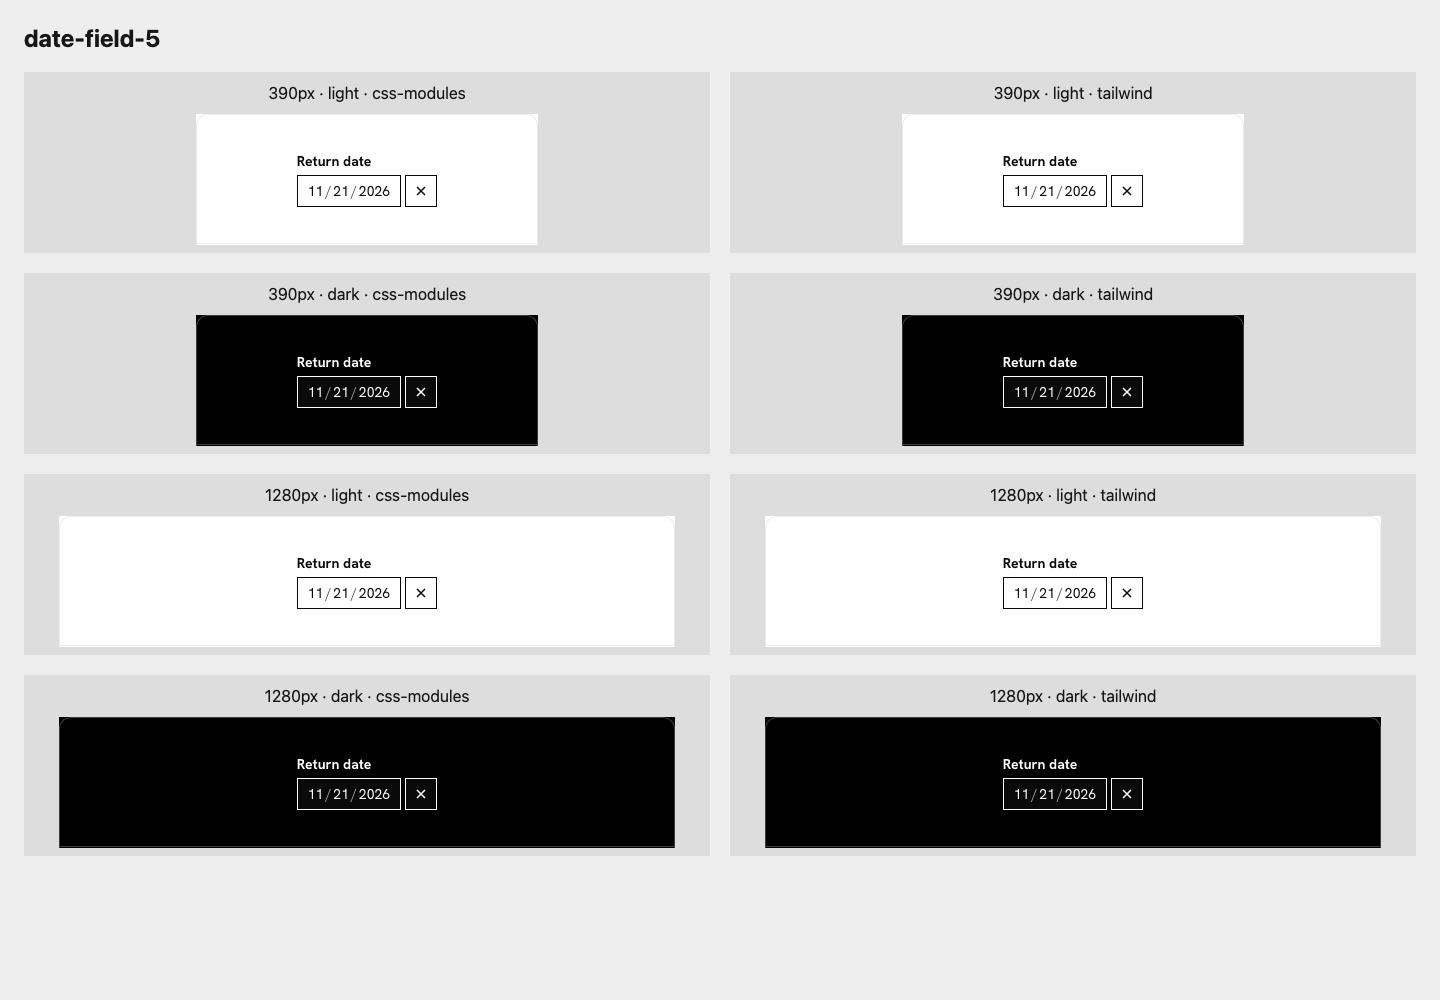 date-field-5
390px · light · css-modules
Return date
11/21/2026 ✕
390px · light · tailwind
Return date
11/21/2026 ✕
390px · dark · css-modules
Return date
11/21/2026 ✕
390px · dark · tailwind
Return date
11/21/2026 ✕
1280px · light · css-modules
Return date
11/21/2026 ✕
1280px · light · tailwind
Return date
11/21/2026 ✕
1280px · dark · css-modules
Return date
11/21/2026 ✕
1280px · dark · tailwind
Return date
11/21/2026 ✕